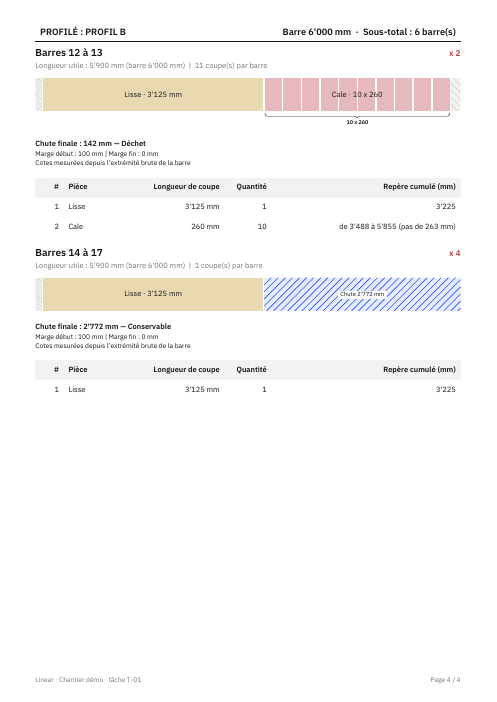 PROFILÉ : PROFIL B    Barre 6'000 mm · Sous-total : 6 barre(s)
Barres 12 à 13    x 2
Longueur utile : 5'900 mm (barre 6'000 mm) | 11 coupe(s) par barre
Lisse · 3'125 mm    Cale · 10 x 260
10 x 260
Chute finale : 142 mm — Déchet
Marge début : 100 mm | Marge fin : 0 mm
Cotes mesurées depuis l'extrémité brute de la barre
#    Pièce    Longueur de coupe    Quantité    Repère cumulé (mm)
1    Lisse    3'125 mm    1    3'225
2    Cale    260 mm    10    de 3'488 à 5'855 (pas de 263 mm)
Barres 14 à 17    x 4
Longueur utile : 5'900 mm (barre 6'000 mm) | 1 coupe(s) par barre
Lisse · 3'125 mm    Chute 2'772 mm
Chute finale : 2'772 mm — Conservable
Marge début : 100 mm | Marge fin : 0 mm
Cotes mesurées depuis l'extrémité brute de la barre
#    Pièce    Longueur de coupe    Quantité    Repère cumulé (mm)
1    Lisse    3'125 mm    1    3'225
Linear · Chantier démo · tâche T-01    Page 4 / 4